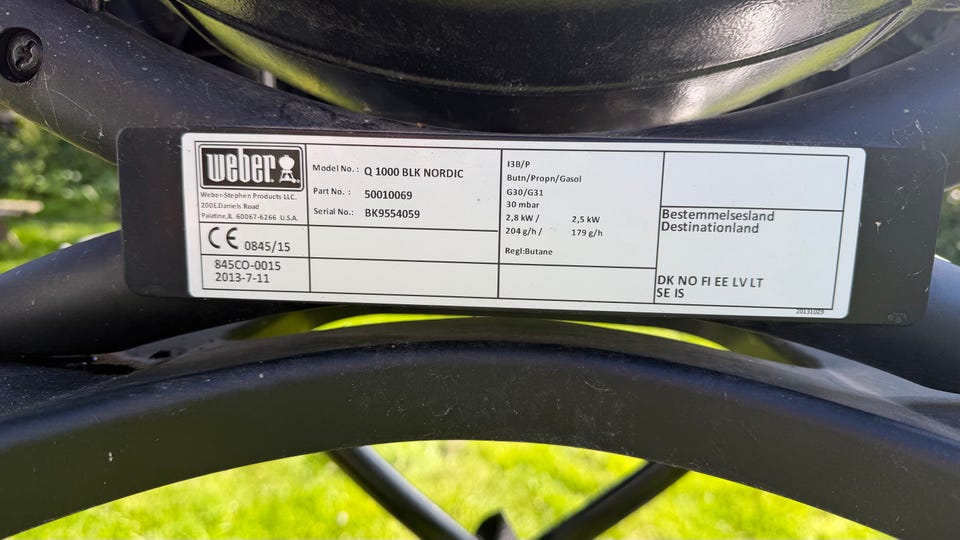 weber
Weber-Stephen Products LLC.
200E.Daniels Road
Palatine,IL 60067-6266 U.S.A.
CE 0845/15
845CO-0015
2013-7-11
Model No.: Q 1000 BLK NORDIC
Part No. : 50010069
Serial No.: BK9554059
I3B/P
Butn/Propn/Gasol
G30/G31
30 mbar
2,8 kW / 2,5 kW
204 g/h / 179 g/h
Regl:Butane
Bestemmelsesland
Destinationland
DK NO FI EE LV LT
SE IS
20131029